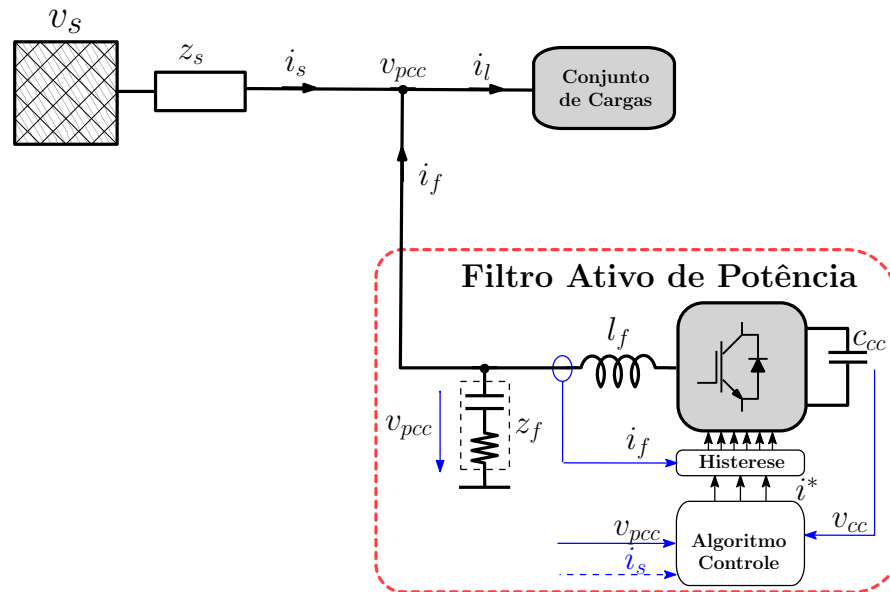 v_s
z_s
i_s
v_pcc
i_l
Conjunto
de Cargas
i_f
Filtro Ativo de Potência
l_f
c_cc
v_pcc
z_f
i_f
Histerese
i*
v_pcc
v_cc
Algoritmo
Controle
i_s